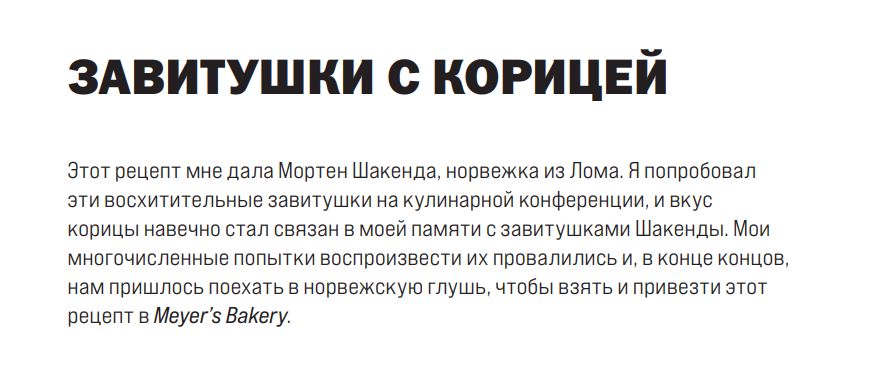 ЗАВИТУШКИ С КОРИЦЕЙ
Этот рецепт мне дала Мортен Шакенда, норвежка из Лома. Я попробовал
эти восхитительные завитушки на кулинарной конференции, и вкус
корицы навечно стал связан в моей памяти с завитушками Шакенды. Мои
многочисленные попытки воспроизвести их провалились и, в конце концов,
нам пришлось поехать в норвежскую глушь, чтобы взять и привезти этот
рецепт в Meyer’s Bakery.